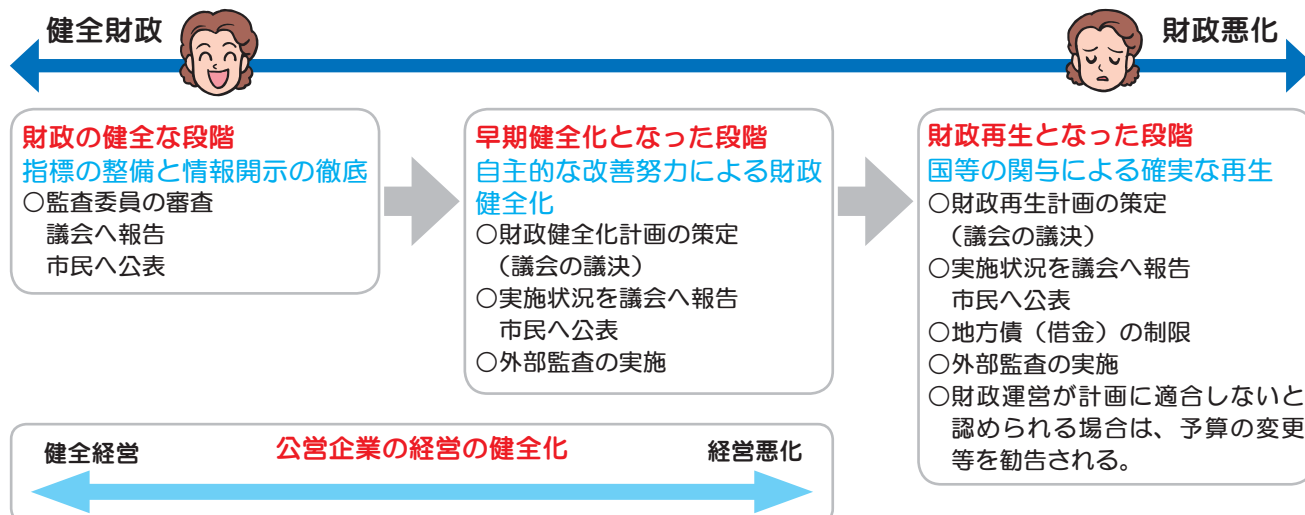 健全財政
財政悪化
財政の健全な段階
指標の整備と情報開示の徹底
○監査委員の審査
議会へ報告
市民へ公表
早期健全化となった段階
自主的な改善努力による財政
健全化
○財政健全化計画の策定
（議会の議決）
○実施状況を議会へ報告
市民へ公表
○外部監査の実施
財政再生となった段階
国等の関与による確実な再生
○財政再生計画の策定
（議会の議決）
○実施状況を議会へ報告
市民へ公表
○地方債（借金）の制限
○外部監査の実施
○財政運営が計画に適合しないと
認められる場合は、予算の変更
等を勧告される。
健全経営
公営企業の経営の健全化
経営悪化